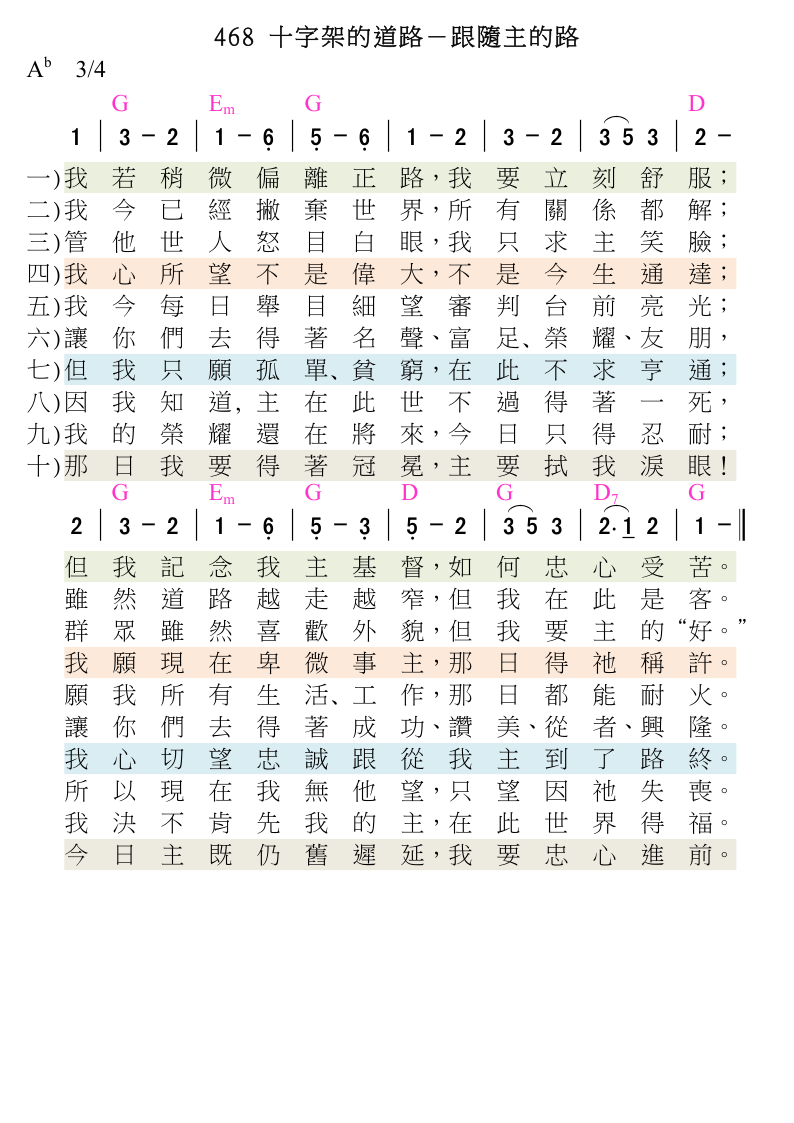 468 十字架的道路－跟隨主的路
A♭ 3/4
G Em G D
1 | 3 - 2 | 1 - 6̣ | 5̣ - 6̣ | 1 - 2 | 3 - 2 | 3 5 3 | 2 -
一)我若稍微偏離正路，我要立刻舒服；
二)我今已經撇棄世界，所有關係都解；
三)管他世人怒目白眼，我只求主笑臉；
四)我心所望不是偉大，不是今生通達；
五)我今每日舉目細望審判台前亮光；
六)讓你們去得著名聲、富足、榮耀、友朋，
七)但我只願孤單、貧窮，在此不求亨通；
八)因我知道，主在此世不過得著一死，
九)我的榮耀還在將來，今日只得忍耐；
十)那日我要得著冠冕，主要拭我淚眼！
G Em G D G D7 G
2 | 3 - 2 | 1 - 6̣ | 5̣ - 3̣ | 5̣ - 2 | 3 5 3 | 2· 1 2 | 1 - ‖
但我記念我主基督，如何忠心受苦。
雖然道路越走越窄，但我在此是客。
群眾雖然喜歡外貌，但我要主的“好。”
我願現在卑微事主，那日得祂稱許。
願我所有生活、工作，那日都能耐火。
讓你們去得著成功、讚美、從者、興隆。
我心切望忠誠跟從我主到了路終。
所以現在我無他望，只望因祂失喪。
我決不肯先我的主，在此世界得福。
今日主既仍舊遲延，我要忠心進前。